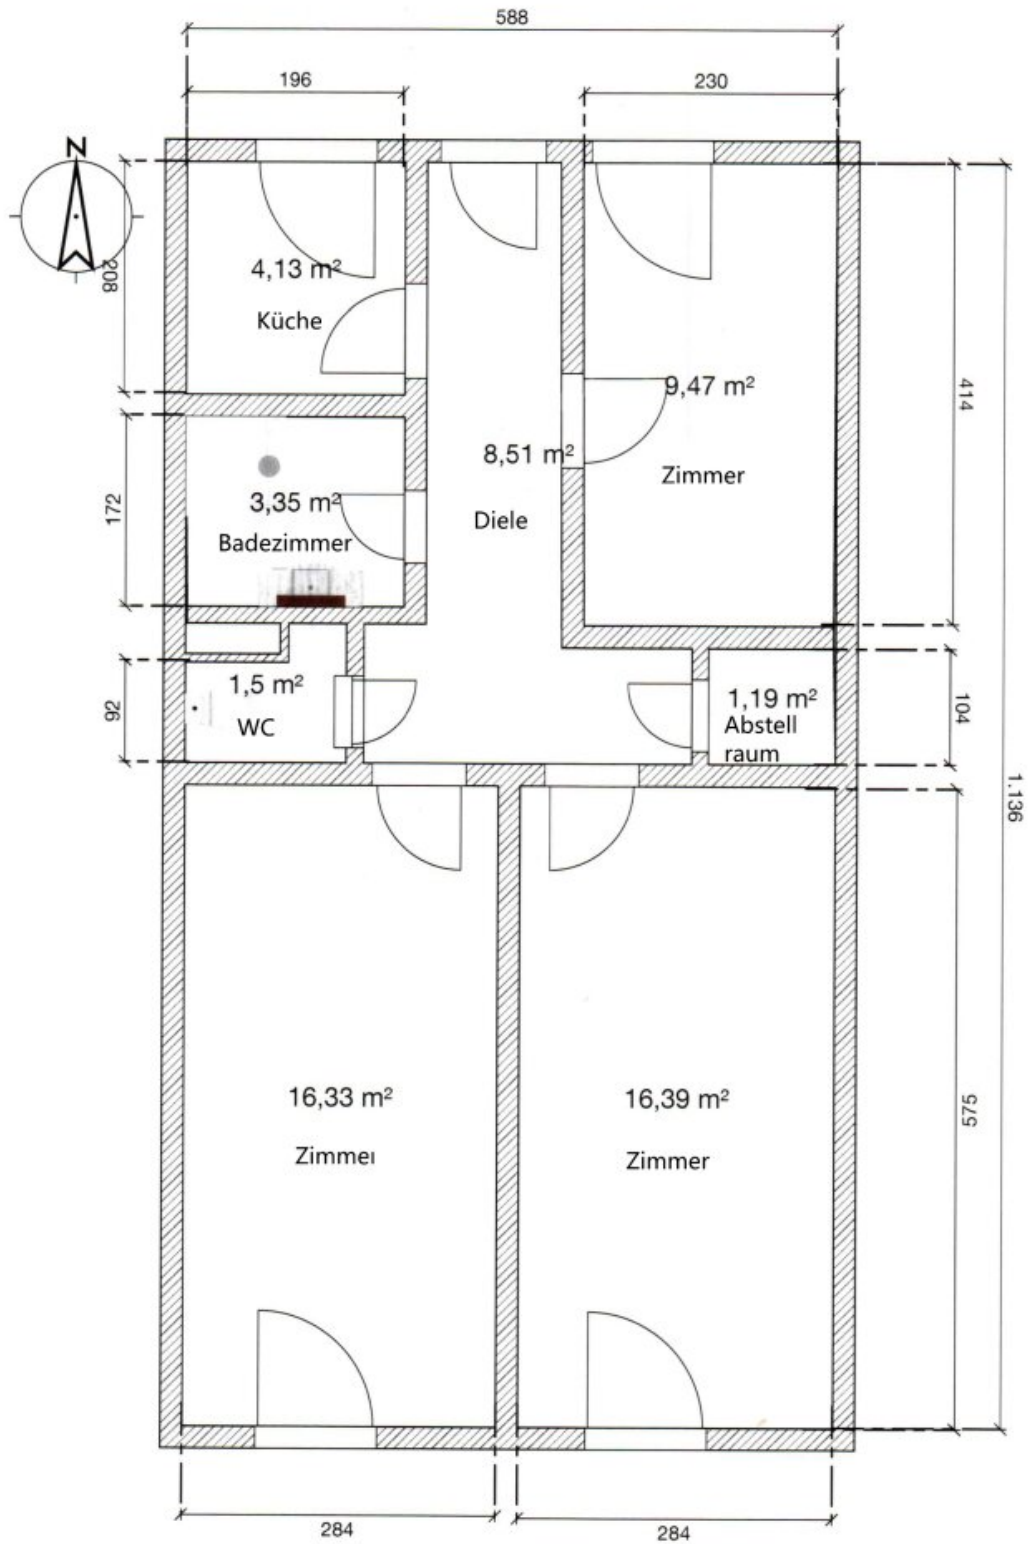 588
196
230
N
208
4,13 m²
Küche
9,47 m²
414
8,51 m²
Zimmer
172
3,35 m²
Diele
Badezimmer
1,5 m²
92
WC
1,19 m²
Abstell
raum
104
1.136
16,33 m²
16,39 m²
575
Zimmer
Zimmer
284
284